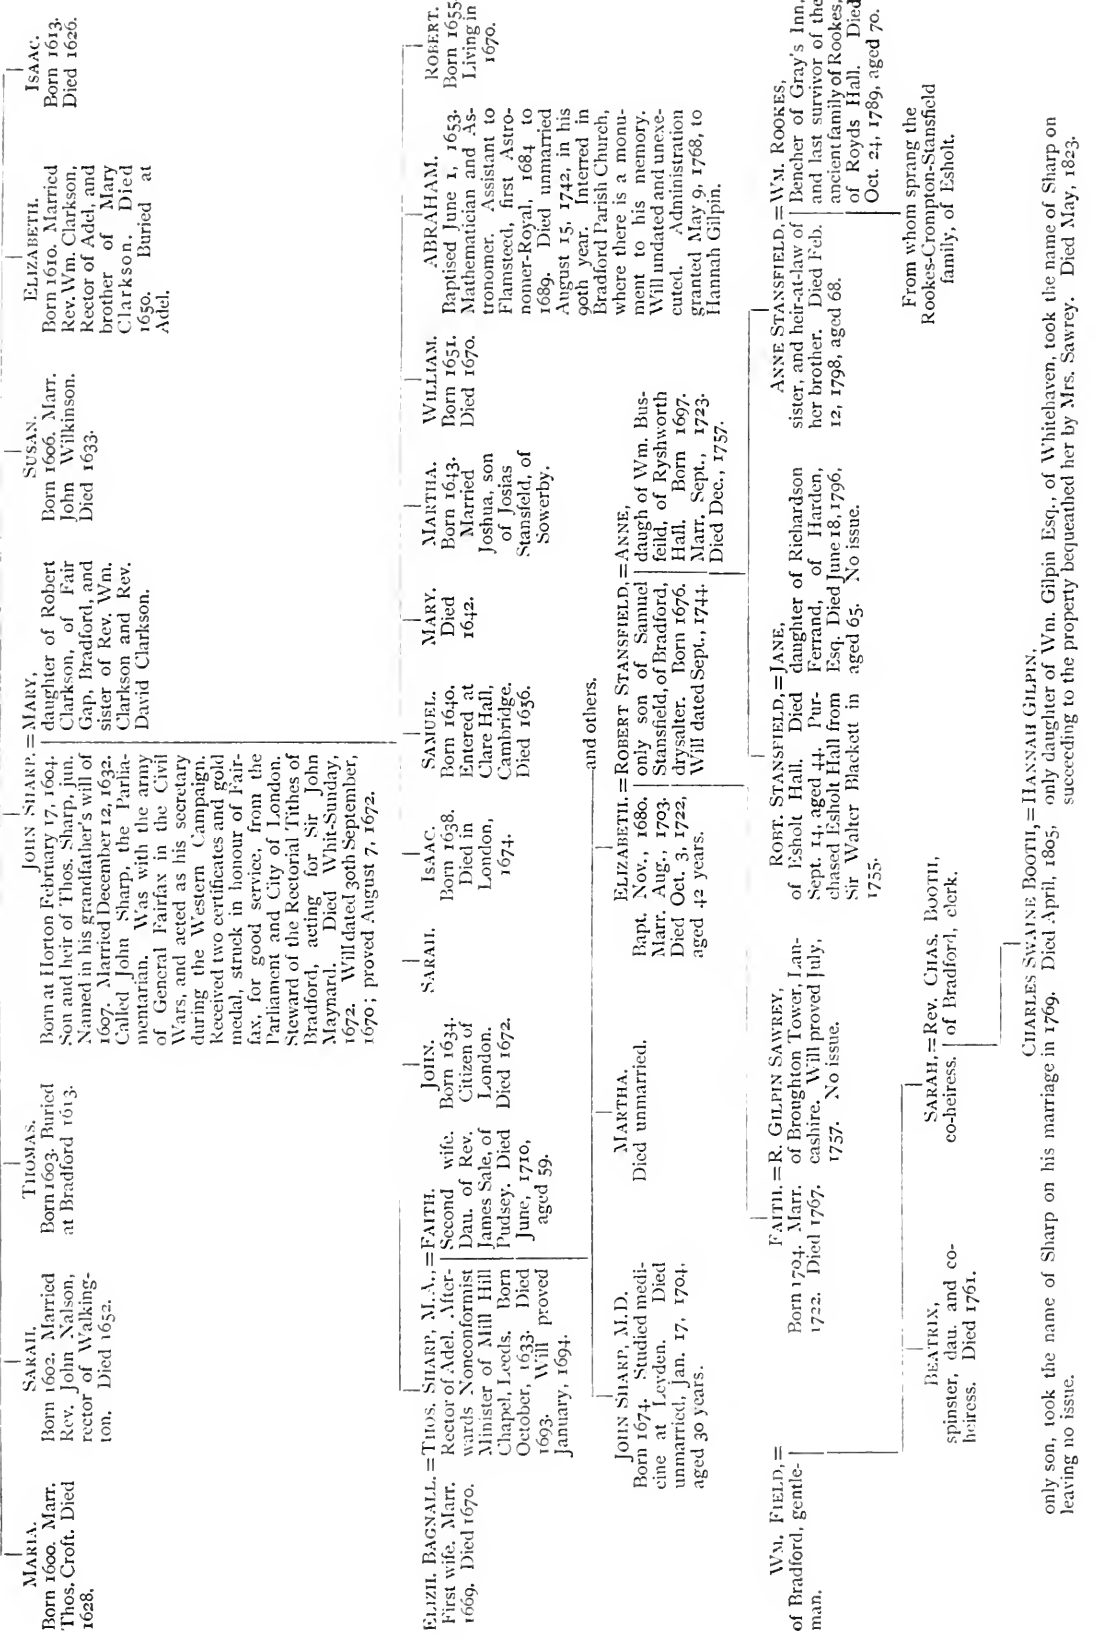 MARIA.
Born 1600. Marr.
Thos. Croft. Died
1628.
SARAH.
Born 1602. Married
Rev. John Nalson,
rector of Walking-
ton. Died 1652.
THOMAS.
Born 1603. Buried
at Bradford 1613.
JOHN SHARP, = MARY,
Born at Horton February 17, 1604.
Son and heir of Thos. Sharp, jun.
Named in his grandfather's will of
1607. Married December 12, 1632.
Called John Sharp, the Parlia-
mentarian. Was with the army
of General Fairfax in the Civil
Wars, and acted as his secretary
during the Western Campaign.
Received two certificates and gold
medal, struck in honour of Fair-
fax, for good service, from the
Parliament and City of London.
Steward of the Rectorial Tithes of
Bradford, acting for Sir John
Maynard. Died Whit-Sunday,
1672. Will dated 30th September,
1670; proved August 7, 1672.
daughter of Robert
Clarkson, of Fair
Gap, Bradford, and
sister of Rev. Wm.
Clarkson and Rev.
David Clarkson.
SUSAN.
Born 1606. Marr.
John Wilkinson.
Died 1633.
ELIZABETH.
Born 1610. Married
Rev. Wm. Clarkson,
Rector of Adel, and
brother of Mary
Clarkson. Died
1650. Buried at
Adel.
ISAAC.
Born 1613.
Died 1626.
ELIZH. BAGNALL. = THOS. SHARP, M.A., = FAITH.
First wife. Marr.
1669. Died 1670.
Rector of Adel. After-
wards Nonconformist
Minister of Mill Hill
Chapel, Leeds. Born
October, 1633. Died
1693. Will proved
January, 1694.
Second wife.
Dau. of Rev.
James Sale, of
Pudsey. Died
June, 1710,
aged 59.
JOHN.
Born 1634.
Citizen of
London.
Died 1672.
SARAH.
ISAAC.
Born 1638.
Died in
London,
1674.
SAMUEL.
Born 1640.
Entered at
Clare Hall,
Cambridge.
Died 1656.
MARY.
Died
1642.
MARTHA.
Born 1643.
Married
Joshua, son
of Josias
Stansfeld, of
Sowerby.
WILLIAM.
Born 1651.
Died 1670.
ABRAHAM.
Baptised June 1, 1653.
Mathematician and As-
tronomer. Assistant to
Flamsteed, first Astro-
nomer-Royal, 1684 to
1689. Died unmarried
August 15, 1742, in his
90th year. Interred in
Bradford Parish Church,
where there is a monu-
ment to his memory.
Will undated and unexe-
cuted. Administration
granted May 9, 1768, to
Hannah Gilpin.
ROBERT.
Born 1655
Living in
1670.
JOHN SHARP, M.D.
Born 1674. Studied medi-
cine at Leyden. Died
unmarried, Jan. 17, 1704,
aged 30 years.
MARTHA.
Died unmarried.
ELIZABETH. = ROBERT STANSFIELD, = ANNE,
Bapt. Nov., 1680.
Marr. Aug., 1703.
Died Oct. 3, 1722,
aged 42 years.
only son of Samuel
Stansfield, of Bradford,
drysalter. Born 1676.
Will dated Sept., 1744.
daugh of Wm. Bus-
feild, of Ryshworth
Hall. Born 1697.
Marr. Sept., 1723.
Died Dec., 1757.
and others.
WM. FIELD, =
of Bradford, gentle-
man.
FAITH. = R. GILPIN SAWREY,
Born 1704. Marr.
1722. Died 1767.
of Broughton Tower, Lan-
cashire. Will proved July,
1757. No issue.
ROBT. STANSFIELD, = JANE,
of Esholt Hall. Died
Sept. 14, aged 44. Pur-
chased Esholt Hall from
Sir Walter Blackett in
1755.
daughter of Richardson
Ferrand, of Harden,
Esq. Died June 18, 1796,
aged 65. No issue.
ANNE STANSFIELD, = WM. ROOKES,
sister, and heir-at-law of
her brother. Died Feb.
12, 1798, aged 68.
Bencher of Gray's Inn,
and last survivor of the
ancient family of Rookes,
of Royds Hall. Died
Oct. 24, 1789, aged 70.
From whom sprang the
Rookes-Crompton-Stansfield
family, of Esholt.
BEATRIX,
spinster, dau. and co-
heiress. Died 1761.
SARAH, = Rev. CHAS. BOOTH,
co-heiress.
of Bradford, clerk.
CHARLES SWAINE BOOTH, = HANNAH GILPIN,
only son, took the name of Sharp on his marriage in 1769. Died April, 1805,
leaving no issue.
only daughter of Wm. Gilpin Esq., of Whitehaven, took the name of Sharp on
succeeding to the property bequeathed her by Mrs. Sawrey. Died May, 1823.